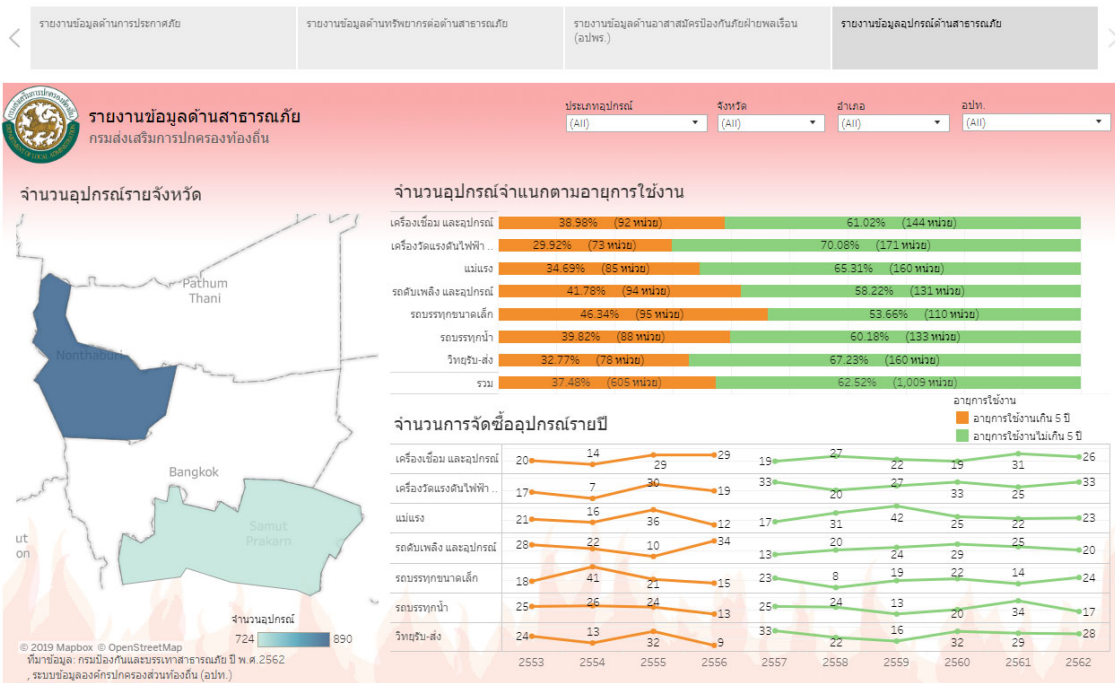 รายงานข้อมูลด้านการประกาศภัย
รายงานข้อมูลด้านทรัพยากรต่อด้านสาธารณภัย
รายงานข้อมูลด้านอาสาสมัครป้องกันภัยฝ่ายพลเรือน
(อปพร.)
รายงานข้อมูลอุปกรณ์ด้านสาธารณภัย
รายงานข้อมูลด้านสาธารณภัย
กรมส่งเสริมการปกครองท้องถิ่น
ประเภทอุปกรณ์ จังหวัด อำเภอ อปท.
(All) (All) (All) (All)
จำนวนอุปกรณ์รายจังหวัด
Pathum
Thani
Nonthaburi
Bangkok
Samut
Prakarn
ut
on
จำนวนอุปกรณ์
724 890
© 2019 Mapbox © OpenStreetMap
ที่มาข้อมูล: กรมป้องกันและบรรเทาสาธารณภัย ปี พ.ศ.2562
, ระบบข้อมูลองค์กรปกครองส่วนท้องถิ่น (อปท.)
จำนวนอุปกรณ์จำแนกตามอายุการใช้งาน
เครื่องเชื่อม และอุปกรณ์ 38.98% (92 หน่วย) 61.02% (144 หน่วย)
เครื่องวัดแรงดันไฟฟ้า .. 29.92% (73 หน่วย) 70.08% (171 หน่วย)
แม่แรง 34.69% (85 หน่วย) 65.31% (160 หน่วย)
รถดับเพลิง และอุปกรณ์ 41.78% (94 หน่วย) 58.22% (131 หน่วย)
รถบรรทุกขนาดเล็ก 46.34% (95 หน่วย) 53.66% (110 หน่วย)
รถบรรทุกน้ำ 39.82% (88 หน่วย) 60.18% (133 หน่วย)
วิทยุรับ-ส่ง 32.77% (78 หน่วย) 67.23% (160 หน่วย)
รวม 37.48% (605 หน่วย) 62.52% (1,009 หน่วย)
อายุการใช้งาน
อายุการใช้งานเกิน 5 ปี
อายุการใช้งานไม่เกิน 5 ปี
จำนวนการจัดซื้ออุปกรณ์รายปี
เครื่องเชื่อม และอุปกรณ์ 20 14 29 29 19 27 22 19 31 26
เครื่องวัดแรงดันไฟฟ้า .. 17 7 30 19 33 20 27 33 25 33
แม่แรง 21 16 36 12 17 31 42 25 22 23
รถดับเพลิง และอุปกรณ์ 28 22 10 34 13 20 24 29 25 20
รถบรรทุกขนาดเล็ก 18 41 21 15 23 8 19 22 14 24
รถบรรทุกน้ำ 25 26 24 13 25 24 13 20 34 17
วิทยุรับ-ส่ง 24 13 32 9 33 22 16 32 29 28
2553 2554 2555 2556 2557 2558 2559 2560 2561 2562